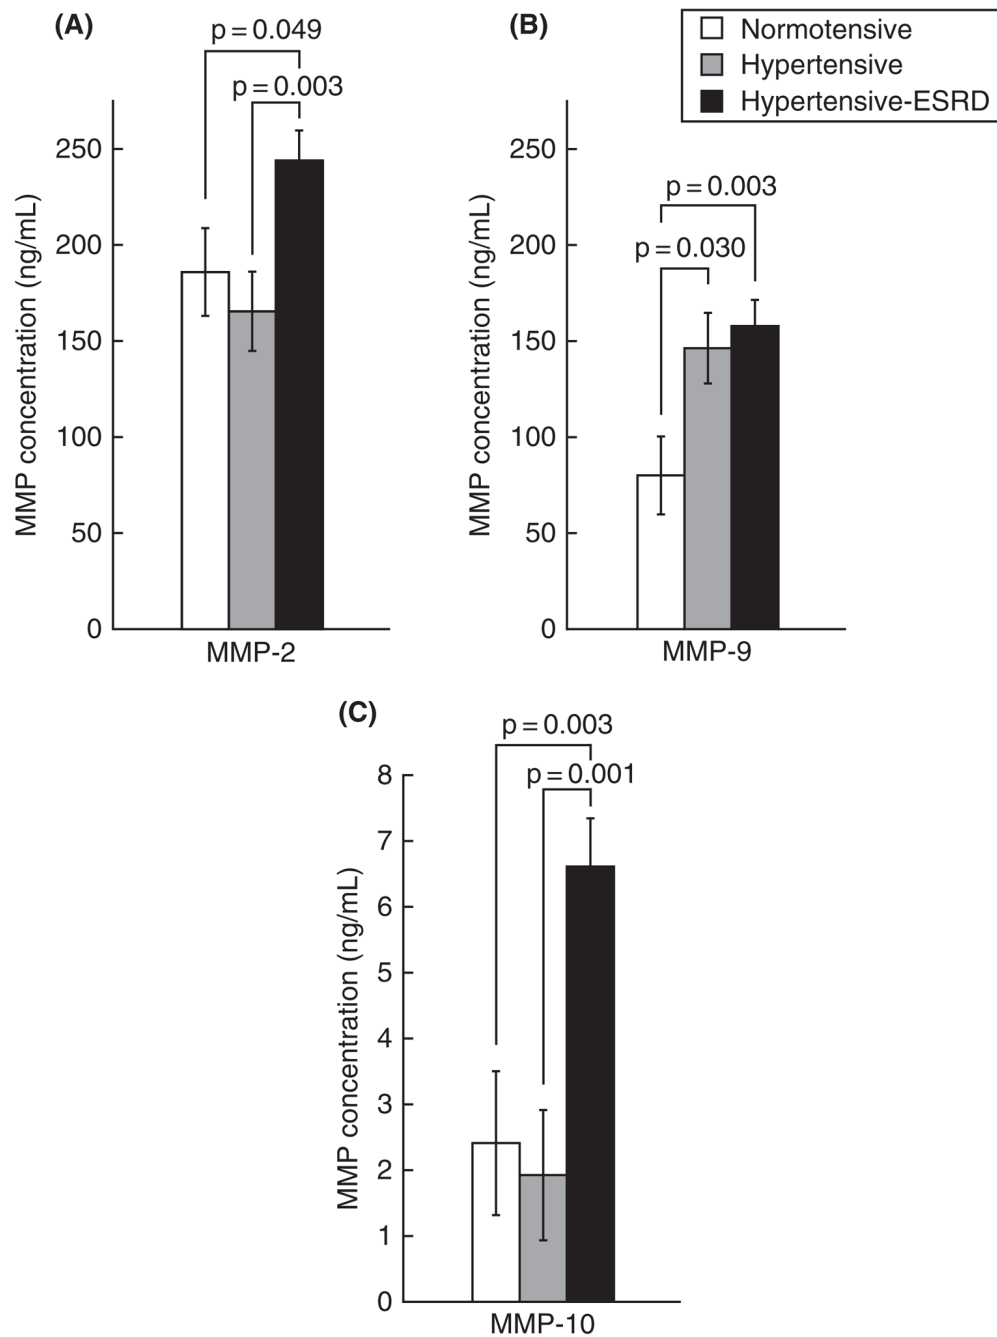 (A)
p = 0.049
p = 0.003
250
200
150
100
50
0
MMP concentration (ng/mL)
MMP-2
(B)
Normotensive
Hypertensive
Hypertensive-ESRD
p = 0.003
p = 0.030
250
200
150
100
50
0
MMP concentration (ng/mL)
MMP-9
(C)
p = 0.003
p = 0.001
8
7
6
5
4
3
2
1
0
MMP concentration (ng/mL)
MMP-10